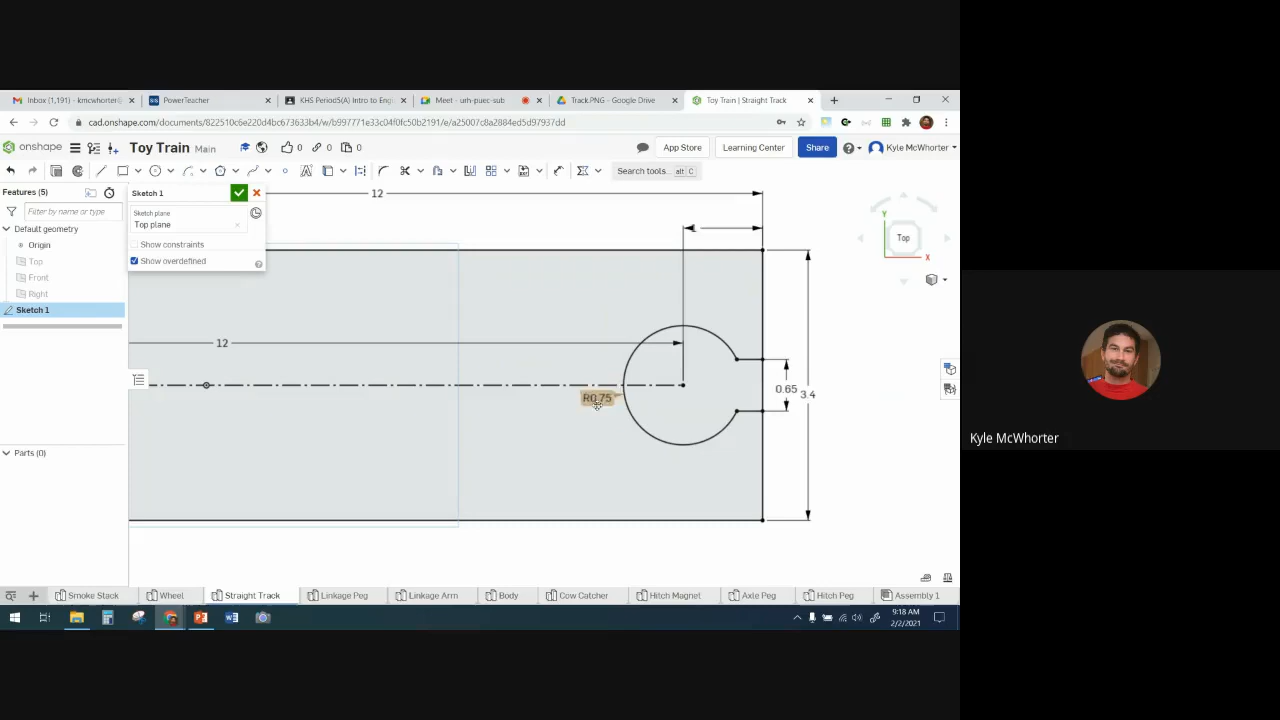 Inbox (1,191) - kmcwhorter@
PowerTeacher
KHS Period5(A) Intro to Eng
Meet - urh-puec-sub
Track.PNG - Google Drive
Toy Train | Straight Track
cad.onshape.com/documents/822510c6e220d4bc673633b4/w/b997771e33c04f0fc50b2191/e/a25007c8a2884ed5d97937dd
onshape
Toy Train Main
0
0
0
App Store
Learning Center
Share
Kyle McWhorter
Search tools...
alt C
Features (5)
Filter by name or type
Default geometry
Origin
Top
Front
Right
Sketch 1
Parts (0)
Sketch 1
Sketch plane
Top plane
Show constraints
Show overdefined
12
1
12
R0.75
0.65
3.4
Y
Top
X
Smoke Stack
Wheel
Straight Track
Linkage Peg
Linkage Arm
Body
Cow Catcher
Hitch Magnet
Axle Peg
Hitch Peg
Assembly 1
9:18 AM
2/2/2021
Kyle McWhorter